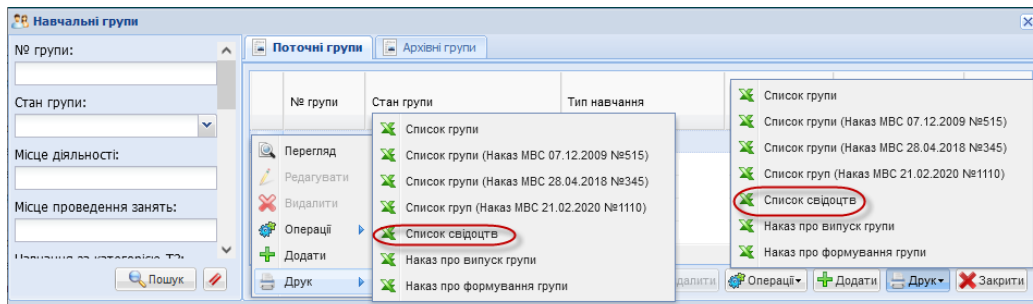 Навчальні групи
№ групи:
Стан групи:
Місце діяльності:
Місце проведення занять:
Пошук
Поточні групи
Архівні групи
№ групи
Стан групи
Тип навчання
Перегляд
Редагувати
Видалити
Операції
Додати
Друк
Список групи
Список групи (Наказ МВС 07.12.2009 №515)
Список групи (Наказ МВС 28.04.2018 №345)
Список груп (Наказ МВС 21.02.2020 №1110)
Список свідоцтв
Наказ про випуск групи
Наказ про формування групи
Список групи
Список групи (Наказ МВС 07.12.2009 №515)
Список групи (Наказ МВС 28.04.2018 №345)
Список груп (Наказ МВС 21.02.2020 №1110)
Список свідоцтв
Наказ про випуск групи
Наказ про формування групи
Операції
Додати
Друк
Закрити